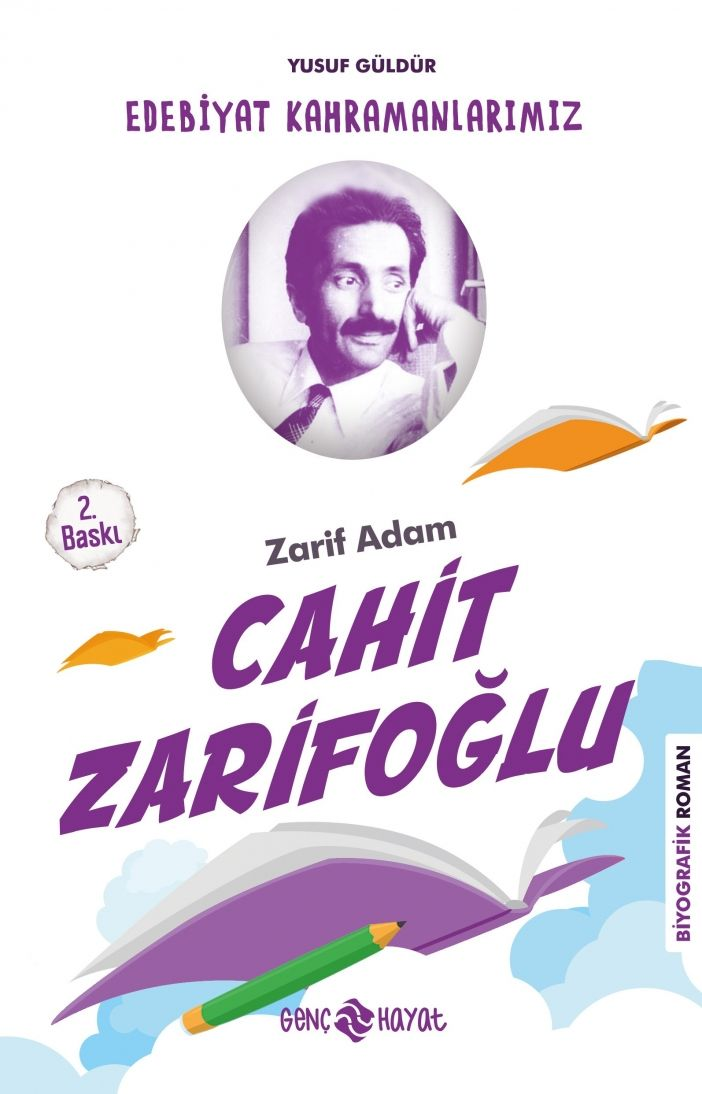 YUSUF GÜLDÜR
EDEBİYAT KAHRAMANLARIMIZ
2.
Baskı
Zarif Adam
CAHİT
ZARİFOĞLU
BİYOGRAFİK ROMAN
GENÇ HAYAt